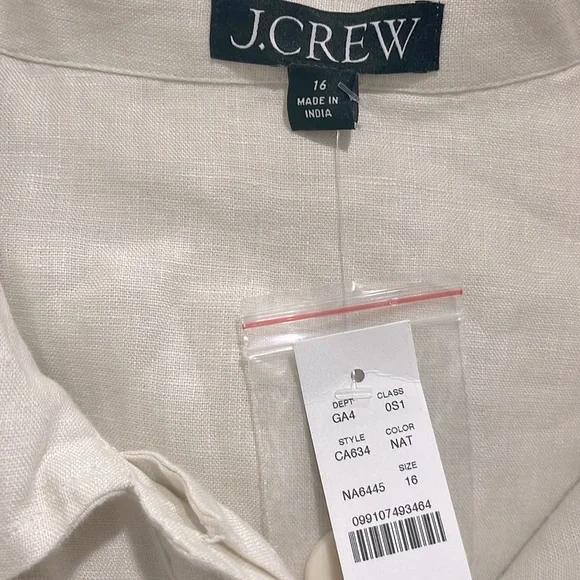 J.CREW
16
MADE IN
INDIA
DEPT CLASS
GA4 0S1
STYLE COLOR
CA634 NAT
SIZE
NA6445 16
099107493464